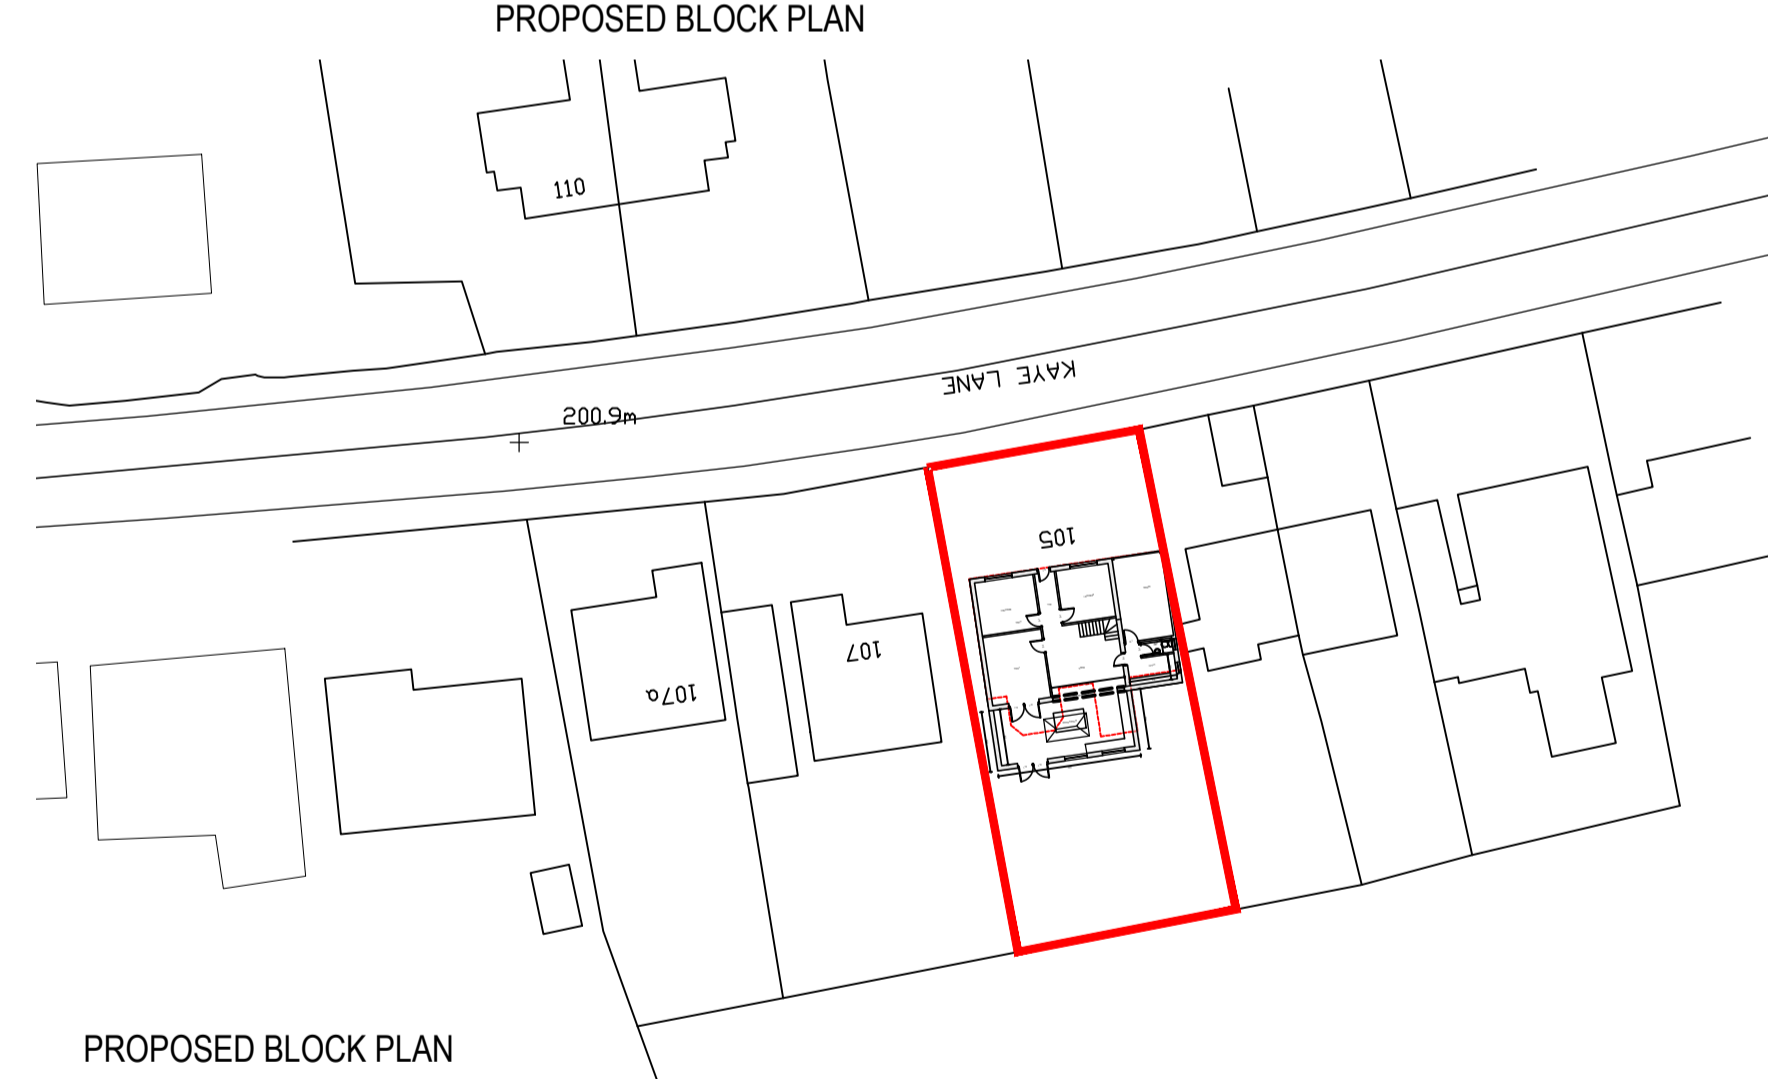 PROPOSED BLOCK PLAN
110
KAYE LANE
200.9m
105
107
107a
PROPOSED BLOCK PLAN